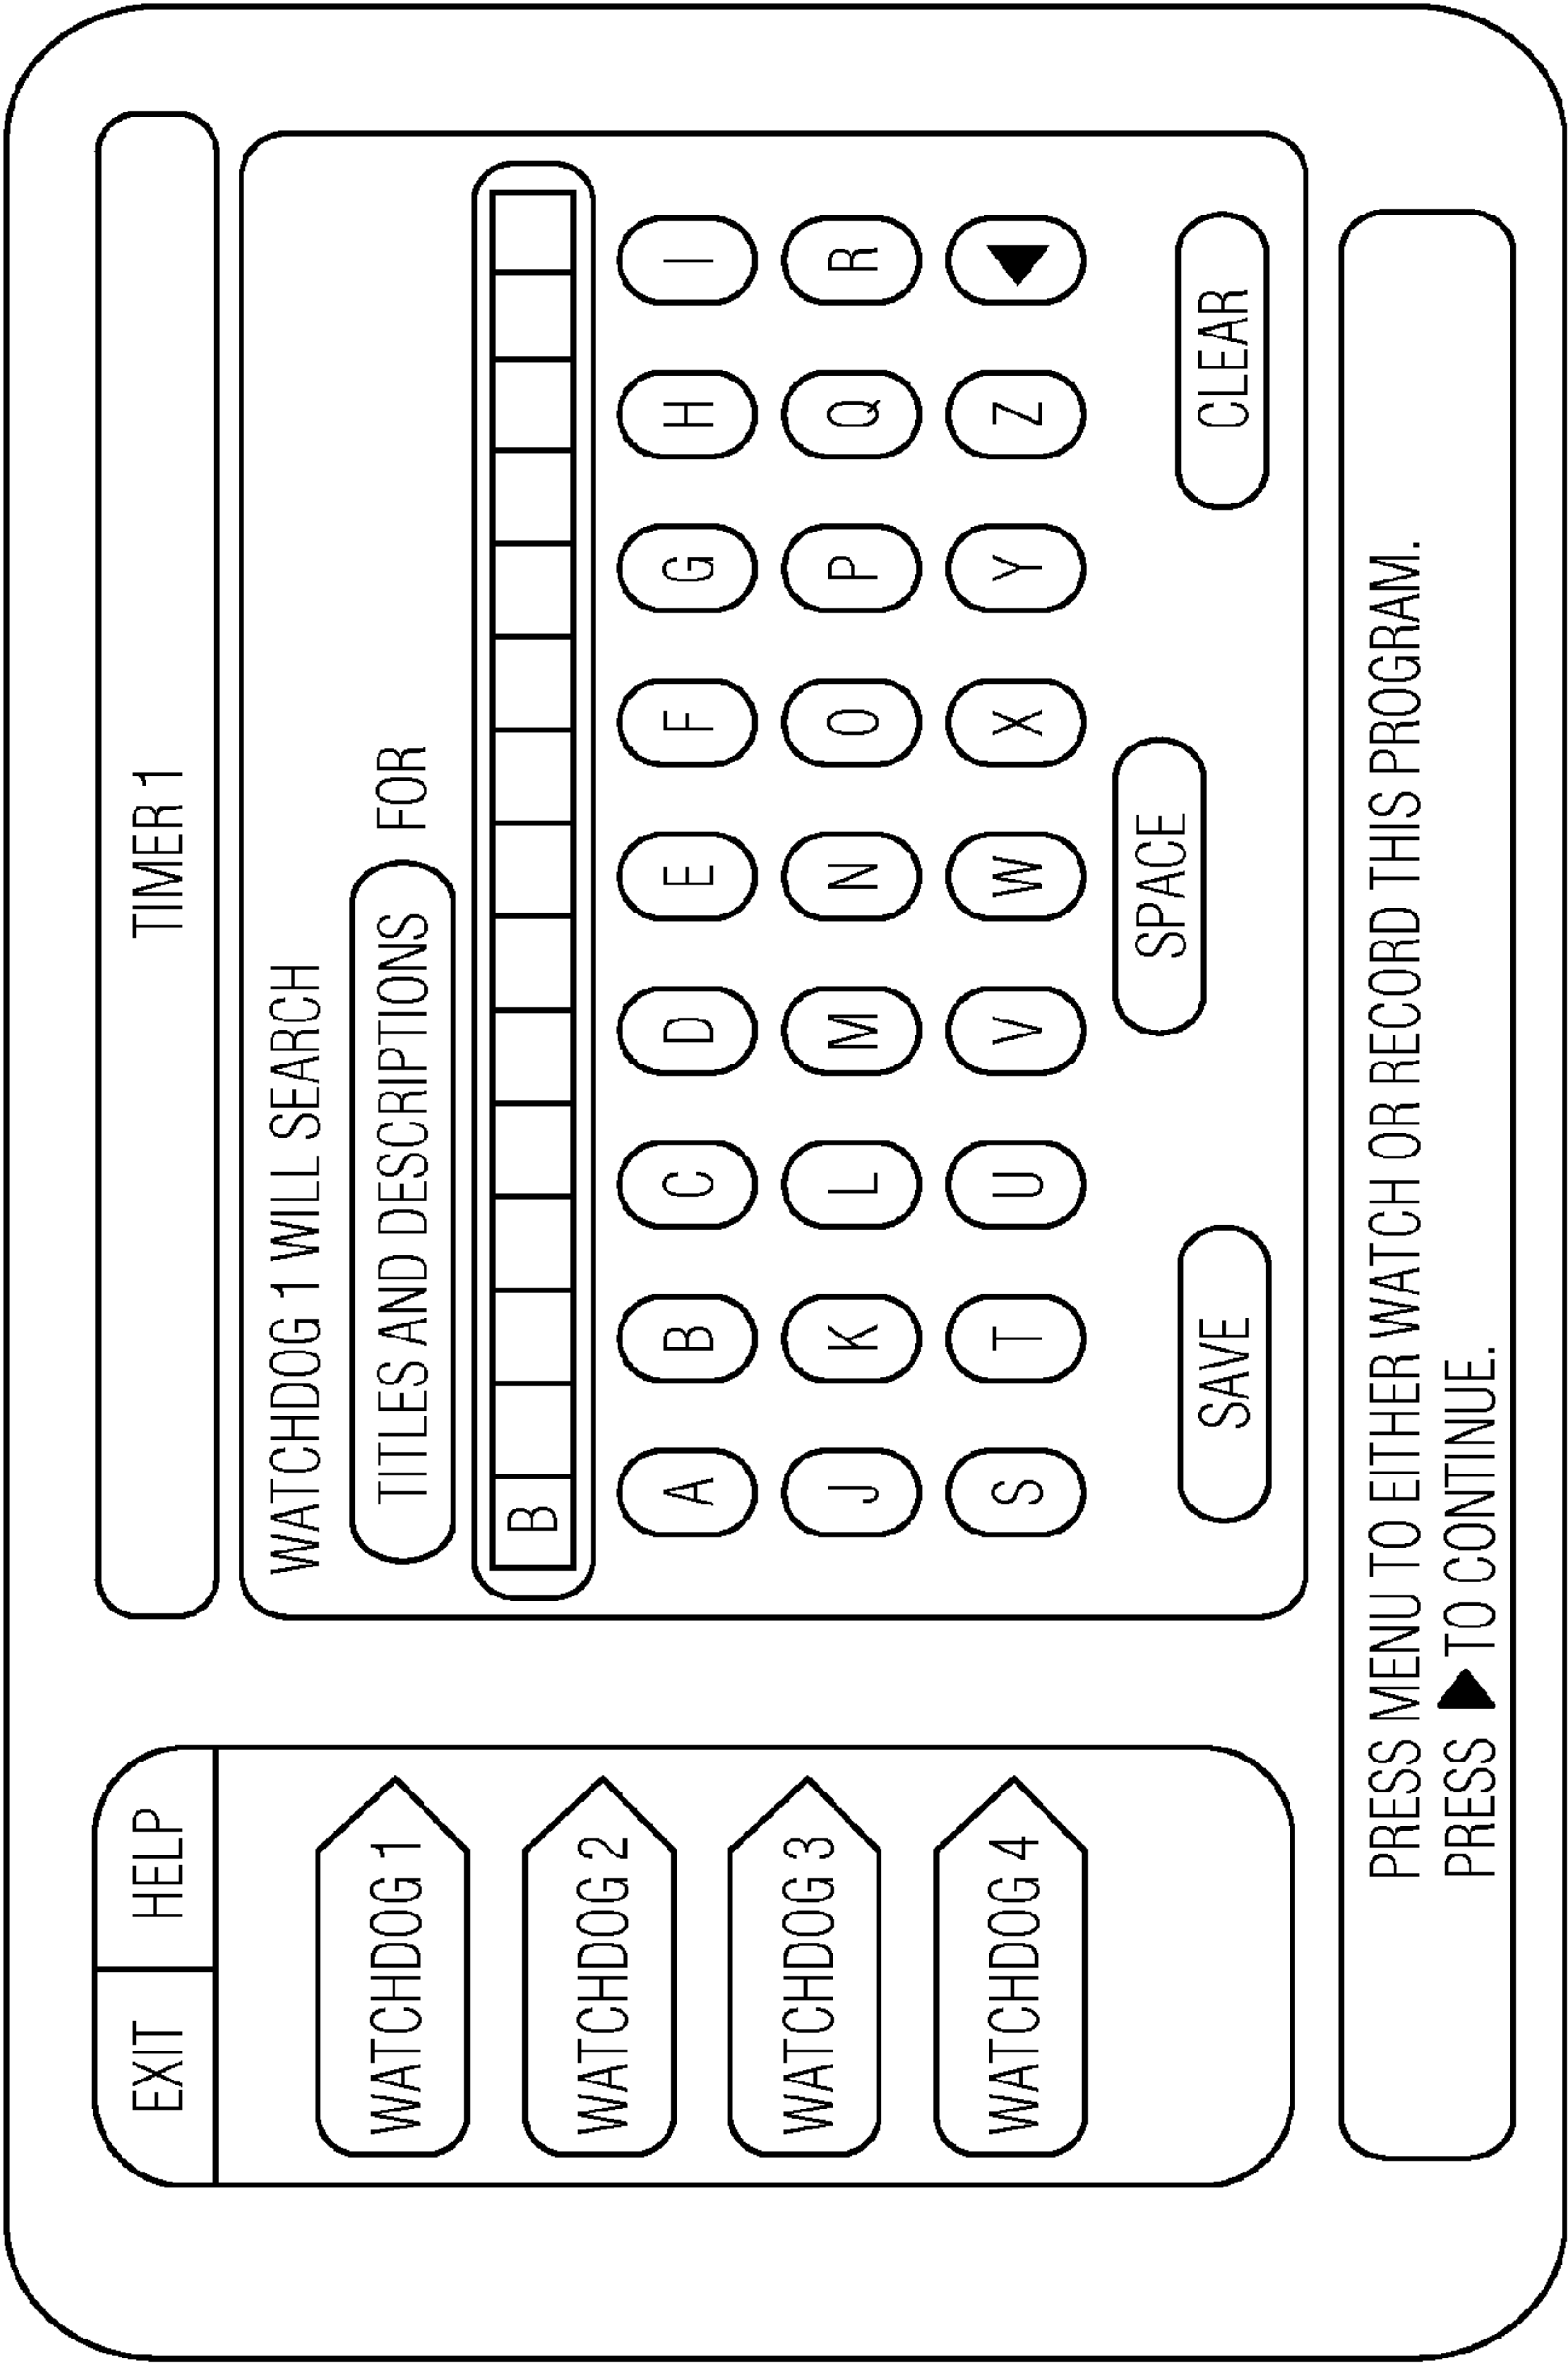 EXIT HELP
WATCHDOG 1
WATCHDOG 2
WATCHDOG 3
WATCHDOG 4
TIMER 1
WATCHDOG 1 WILL SEARCH
TITLES AND DESCRIPTIONS FOR
B
A B C D E F G H I
J K L M N O P Q R
S T U V W X Y Z ◀
SPACE
SAVE CLEAR
PRESS MENU TO EITHER WATCH OR RECORD THIS PROGRAM.
PRESS ▶ TO CONTINUE.